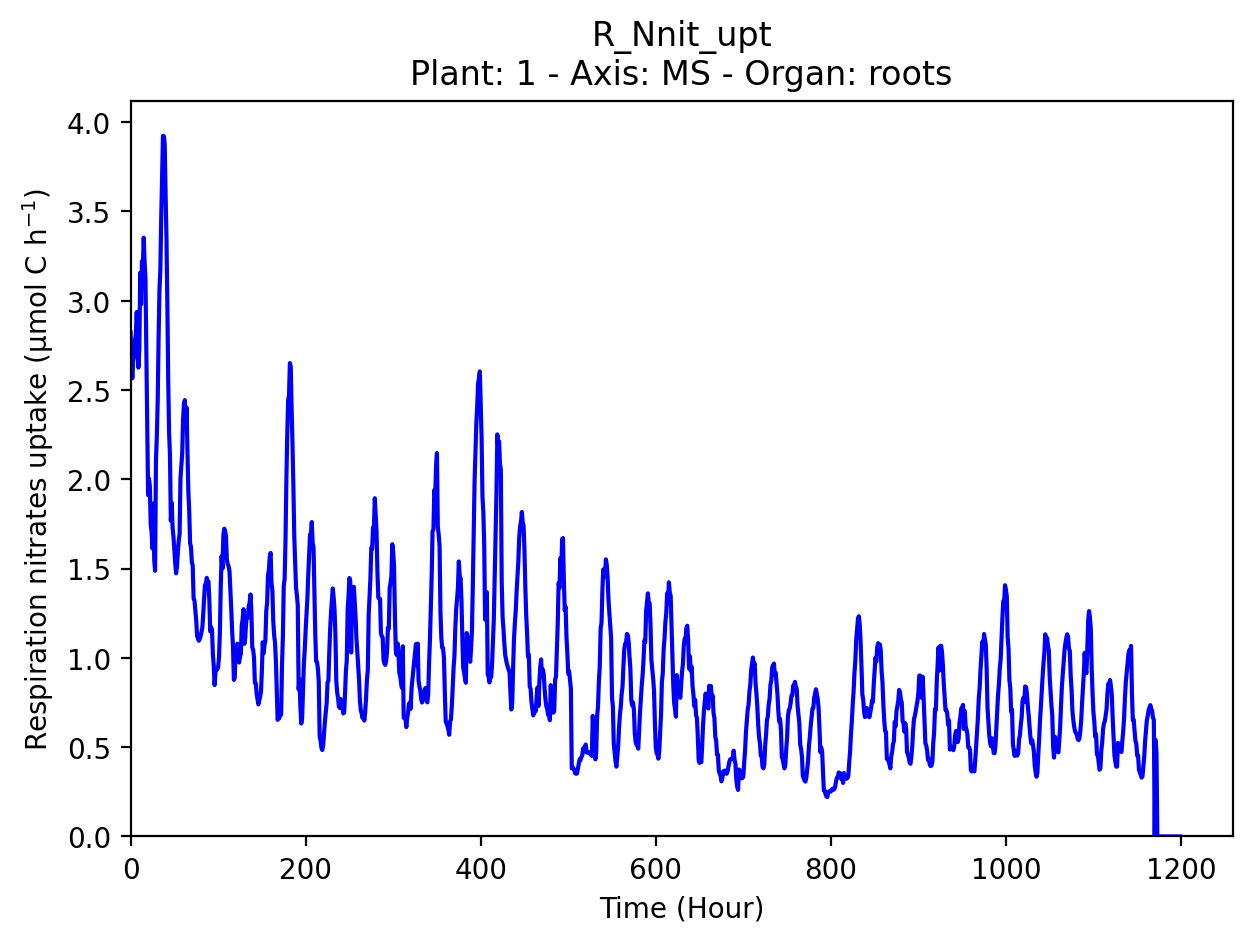 R_Nnit_upt
Plant: 1 - Axis: MS - Organ: roots
Respiration nitrates uptake (µmol C h⁻¹)
4.0
3.5
3.0
2.5
2.0
1.5
1.0
0.5
0.0
0 200 400 600 800 1000 1200
Time (Hour)